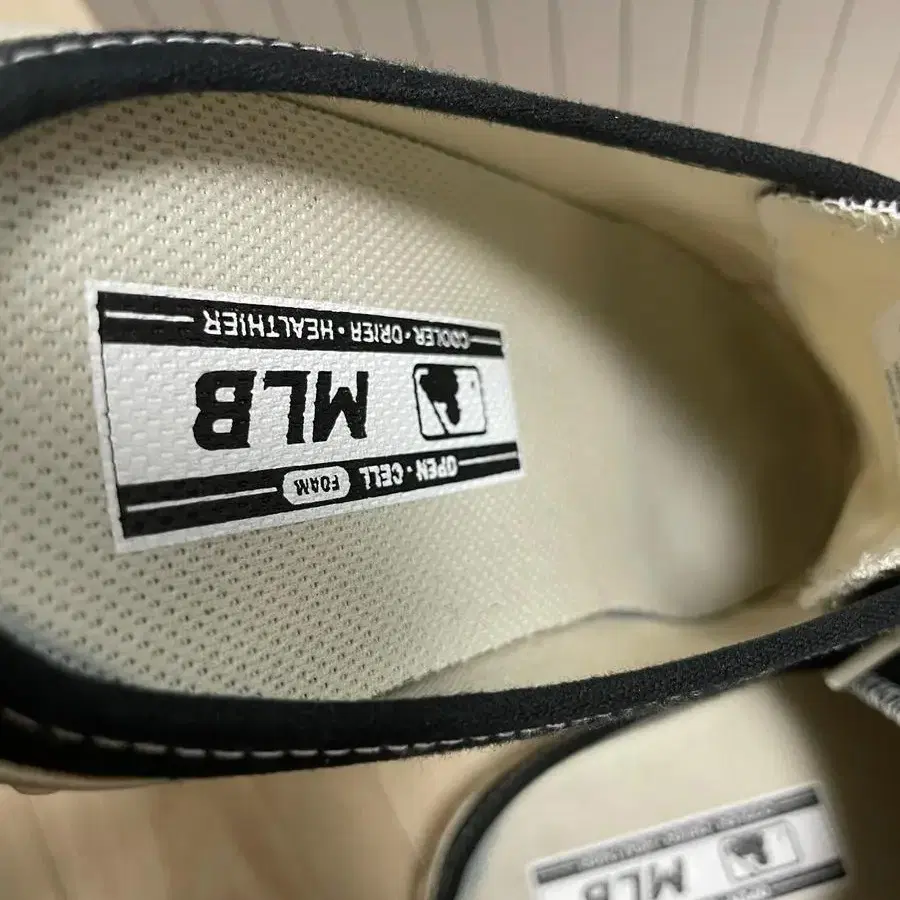 OPEN · CELL FOAM
MLB
COOLER · DRIER · HEALTHIER
MLB